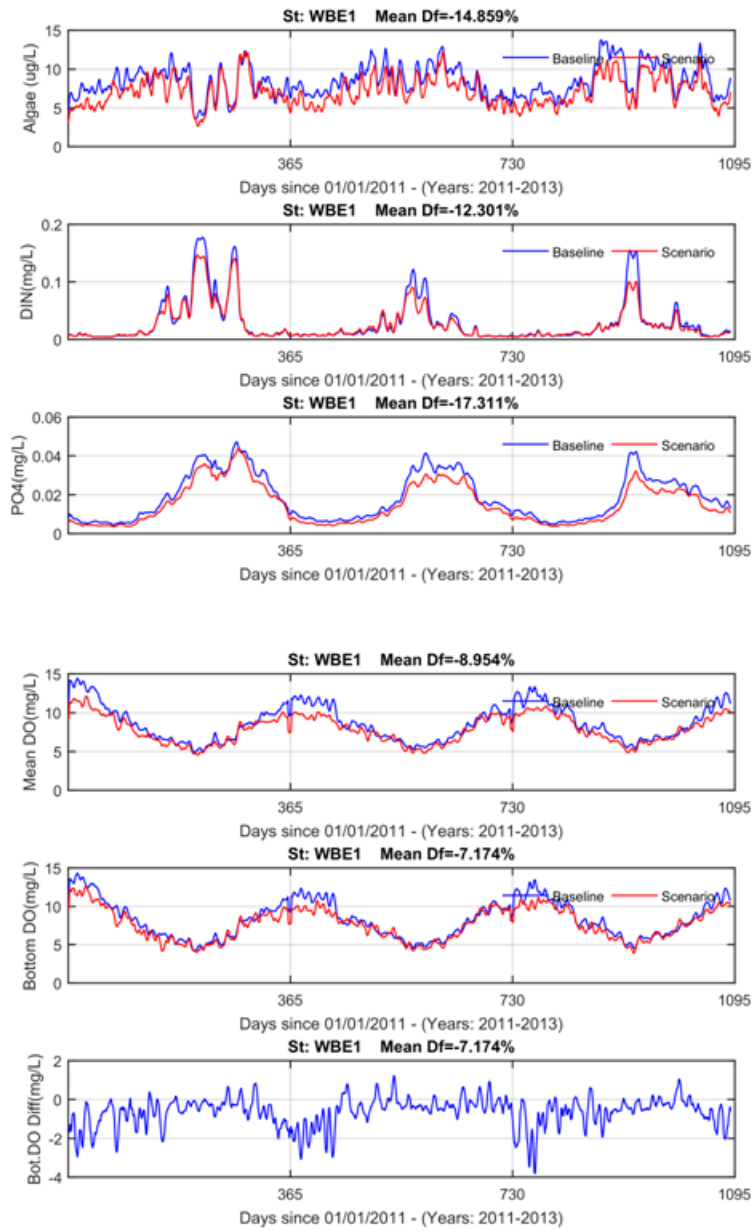 St: WBE1 Mean Df=-14.859%
15
10
5
0
Algae (ug/L)
Baseline
Scenario
365
730
1095
Days since 01/01/2011 - (Years: 2011-2013)
St: WBE1 Mean Df=-12.301%
0.2
0.1
0
DIN(mg/L)
Baseline
Scenario
365
730
1095
Days since 01/01/2011 - (Years: 2011-2013)
St: WBE1 Mean Df=-17.311%
0.06
0.04
0.02
0
PO4(mg/L)
Baseline
Scenario
365
730
1095
Days since 01/01/2011 - (Years: 2011-2013)
St: WBE1 Mean Df=-8.954%
15
10
5
0
Mean DO(mg/L)
Baseline
Scenario
365
730
1095
Days since 01/01/2011 - (Years: 2011-2013)
St: WBE1 Mean Df=-7.174%
15
10
5
0
Bottom DO(mg/L)
Baseline
Scenario
365
730
1095
Days since 01/01/2011 - (Years: 2011-2013)
St: WBE1 Mean Df=-7.174%
2
0
-2
-4
Bot.DO Diff(mg/L)
365
730
1095
Days since 01/01/2011 - (Years: 2011-2013)